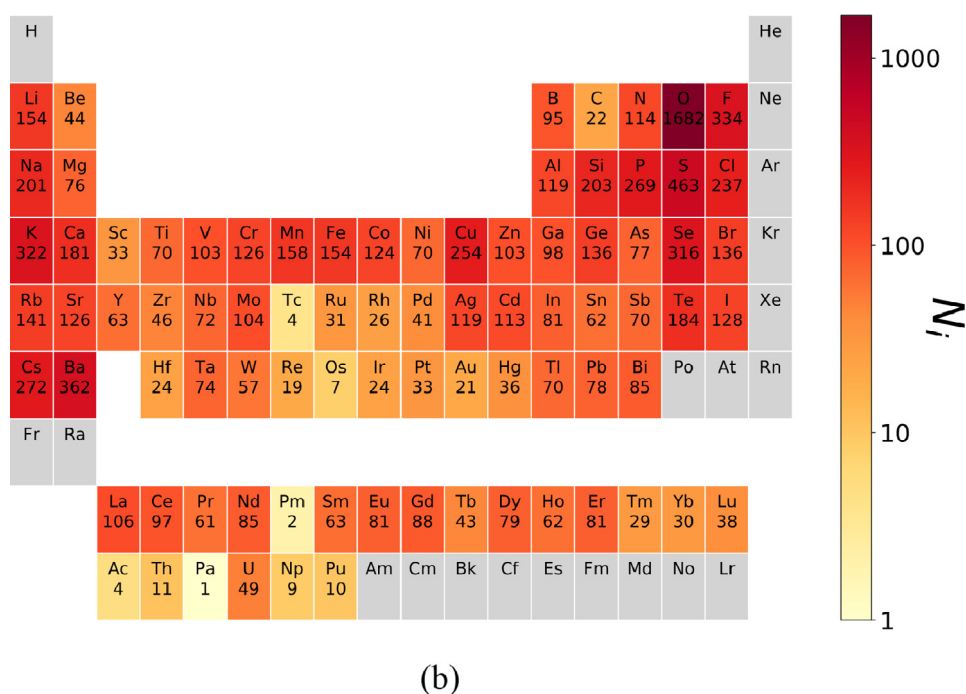 H He
Li Be B C N O F Ne
154 44 95 22 114 1682 334
Na Mg Al Si P S Cl Ar
201 76 119 203 269 463 237
K Ca Sc Ti V Cr Mn Fe Co Ni Cu Zn Ga Ge As Se Br Kr
322 181 33 70 103 126 158 154 124 70 254 103 98 136 77 316 136
Rb Sr Y Zr Nb Mo Tc Ru Rh Pd Ag Cd In Sn Sb Te I Xe
141 126 63 46 72 104 4 31 26 41 119 113 81 62 70 184 128
Cs Ba Hf Ta W Re Os Ir Pt Au Hg Tl Pb Bi Po At Rn
272 362 24 74 57 19 7 24 33 21 36 70 78 85
Fr Ra
La Ce Pr Nd Pm Sm Eu Gd Tb Dy Ho Er Tm Yb Lu
106 97 61 85 2 63 81 88 43 79 62 81 29 30 38
Ac Th Pa U Np Pu Am Cm Bk Cf Es Fm Md No Lr
4 11 1 49 9 10
1000
100
10
1
N_i
(b)